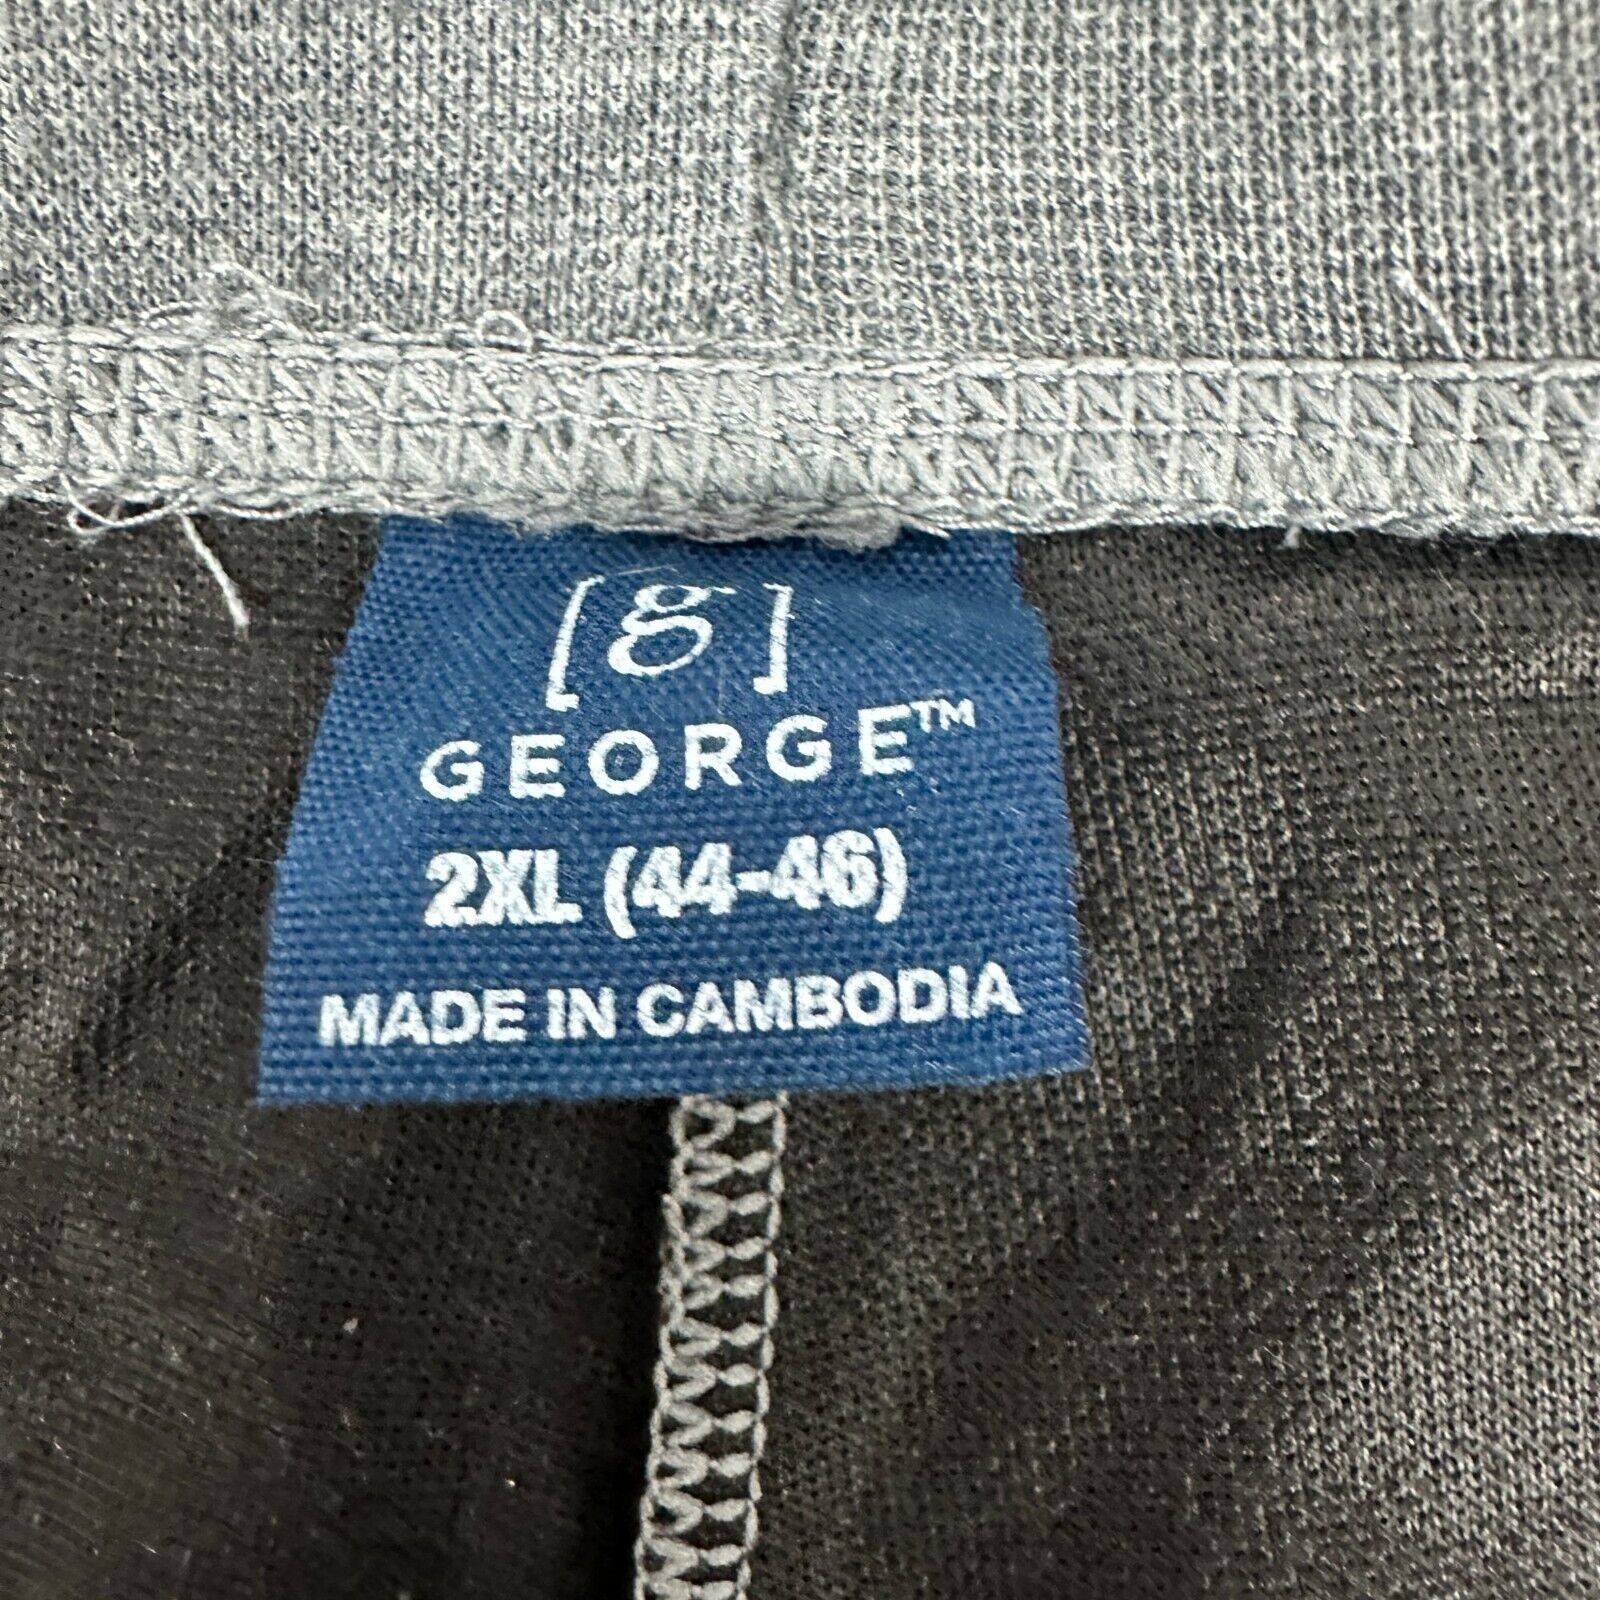 [g]
GEORGE™
2XL (44-46)
MADE IN CAMBODIA